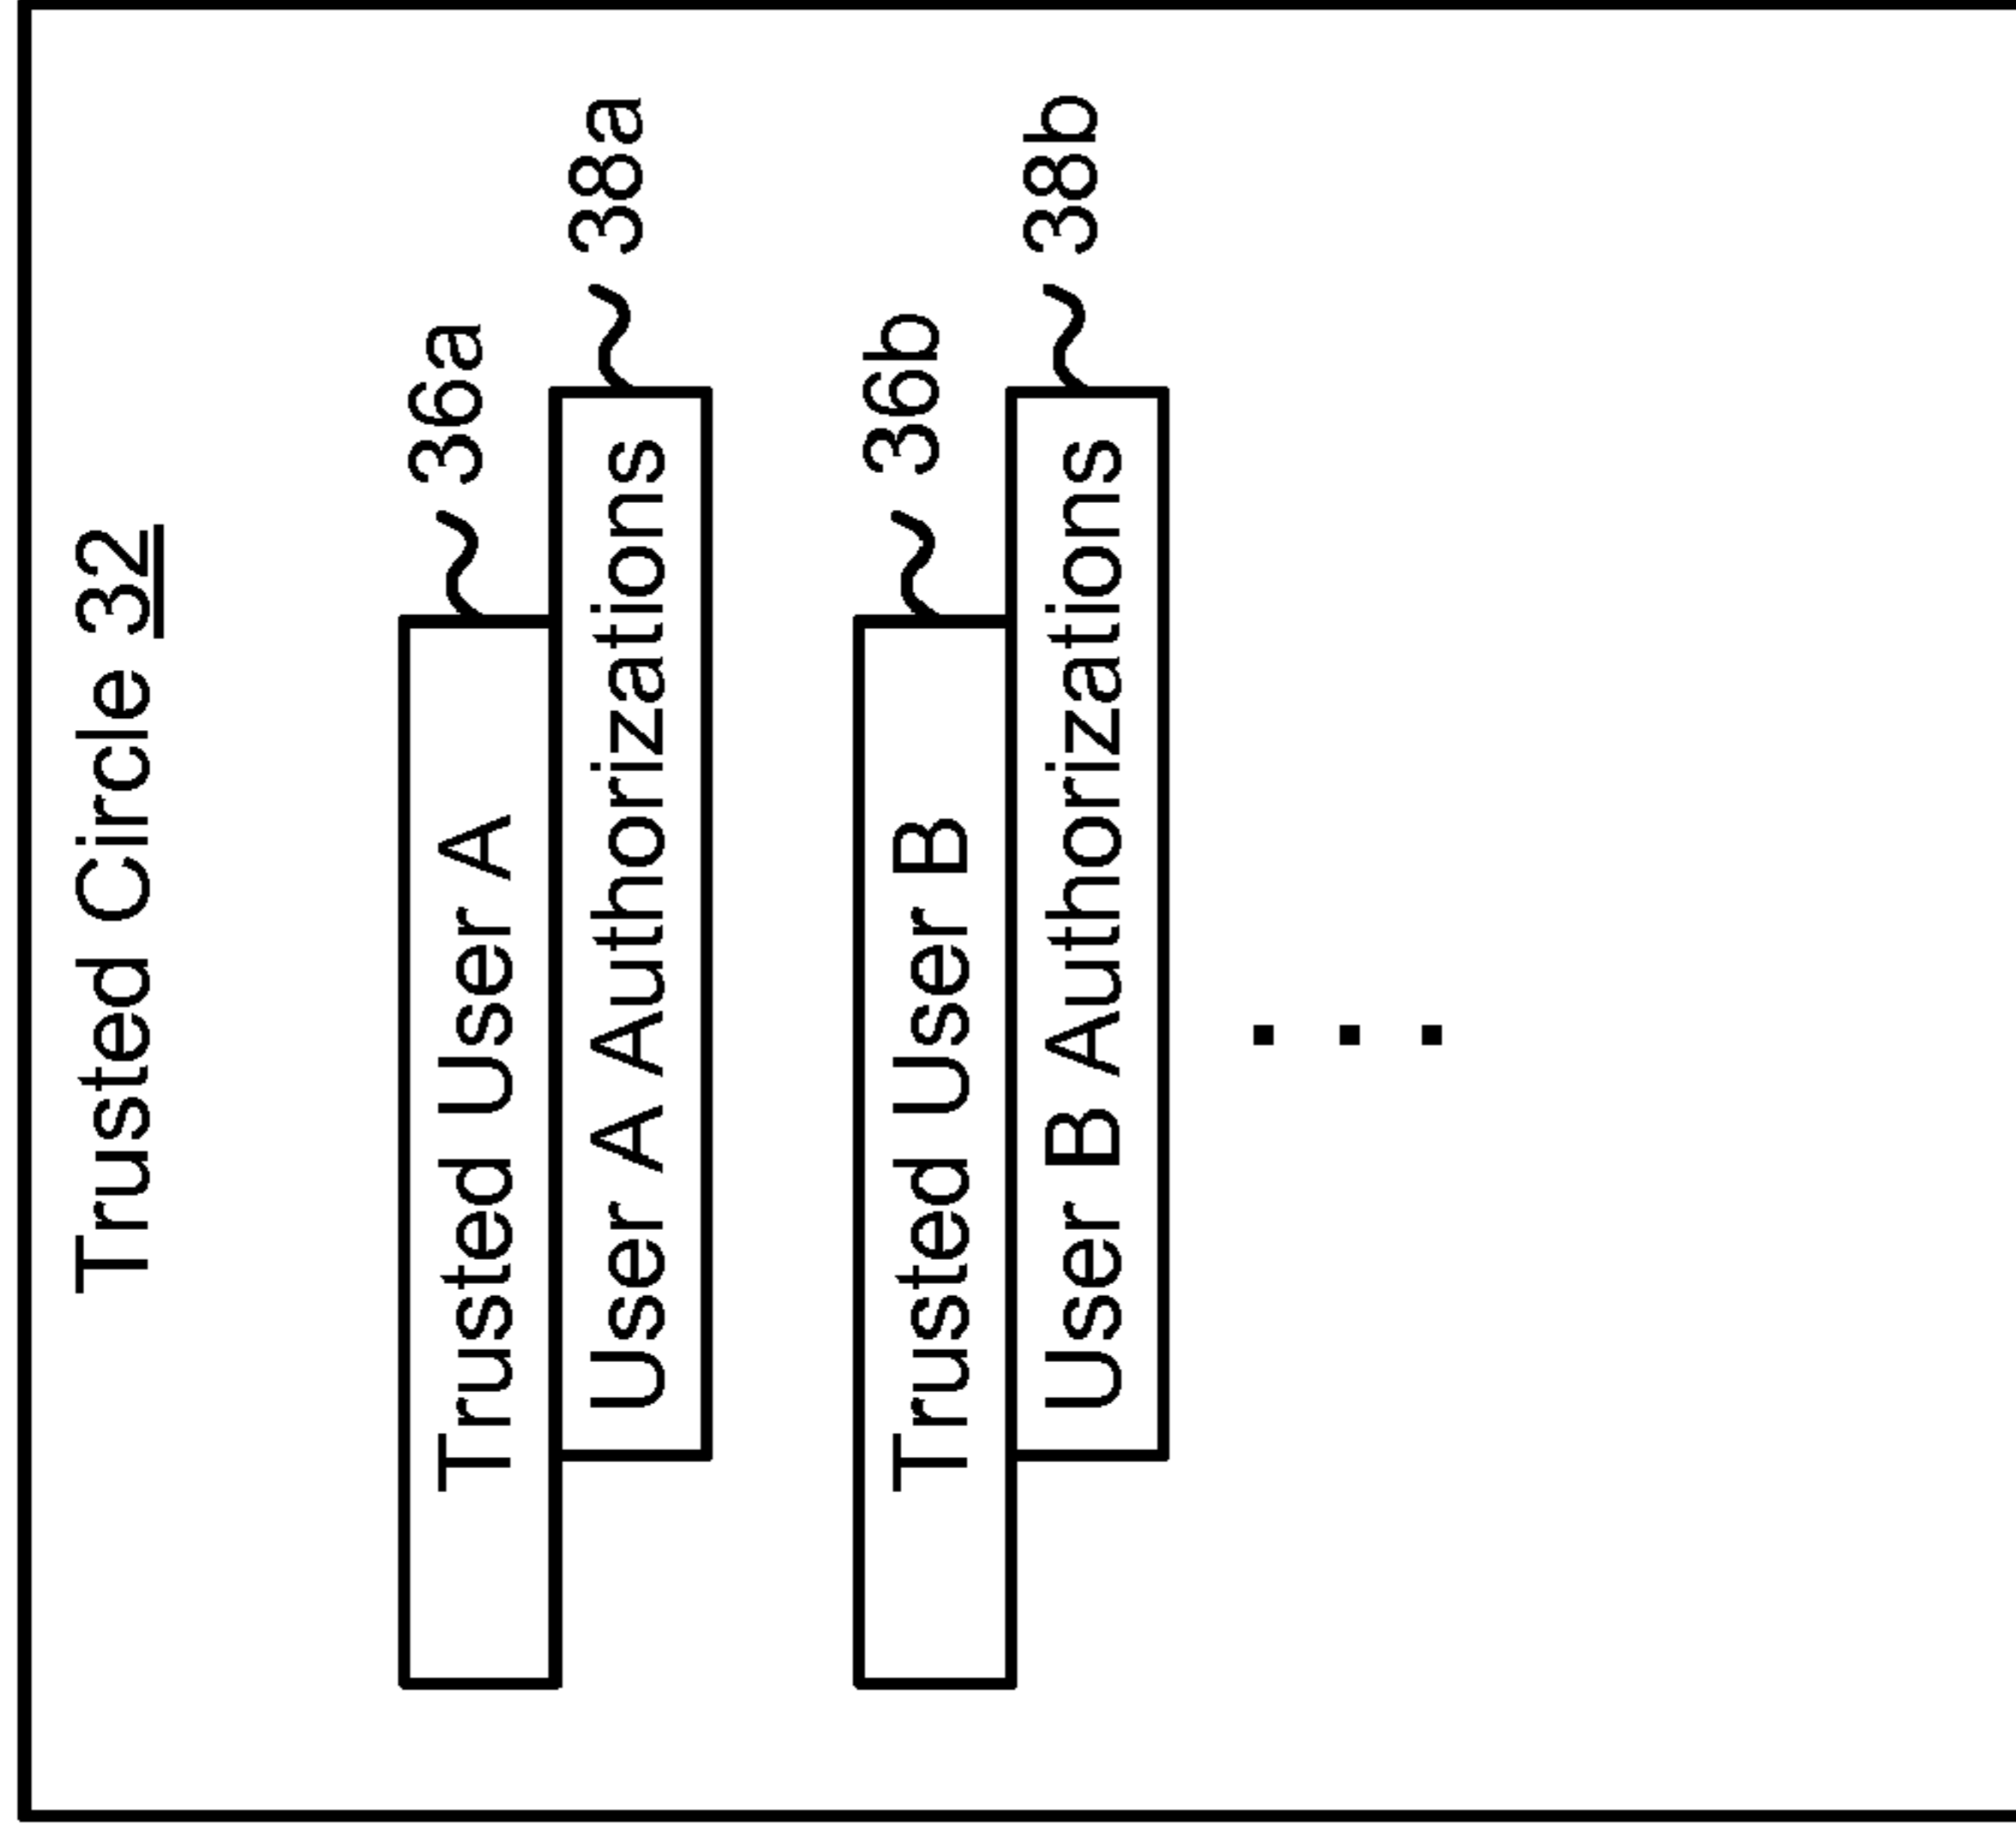 Trusted Circle 32
Trusted User A
36a
User A Authorizations
38a
Trusted User B
36b
User B Authorizations
38b